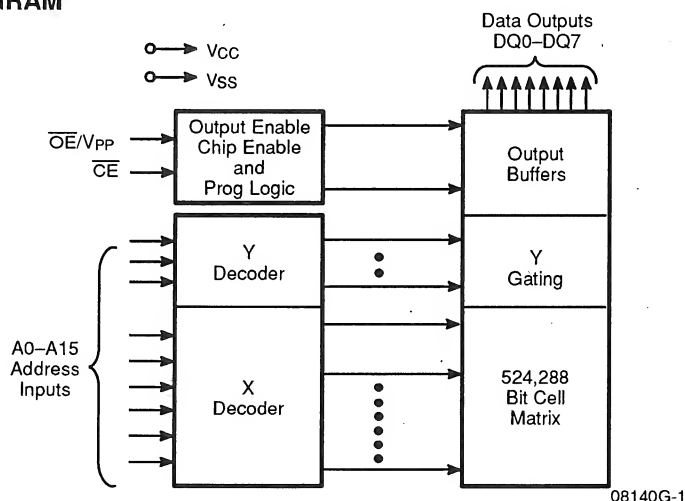 Data Outputs
DQ0–DQ7
VCC
VSS
Output Enable
Chip Enable
and
Prog Logic
OE/VPP
CE
Output
Buffers
Y
Decoder
Y
Gating
A0–A15
Address
Inputs
X
Decoder
524,288
Bit Cell
Matrix
08140G-1